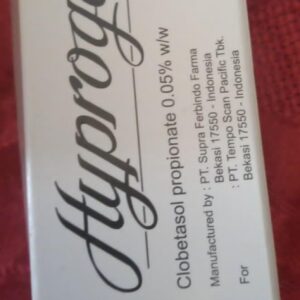 Hyprog
Clobetasol propionate 0.05% w/w
Manufactured by : PT. Supra Ferbindo Farma
Bekasi 17550 - Indonesia
For : PT. Tempo Scan Pacific Tbk.
Bekasi 17550 - Indonesia